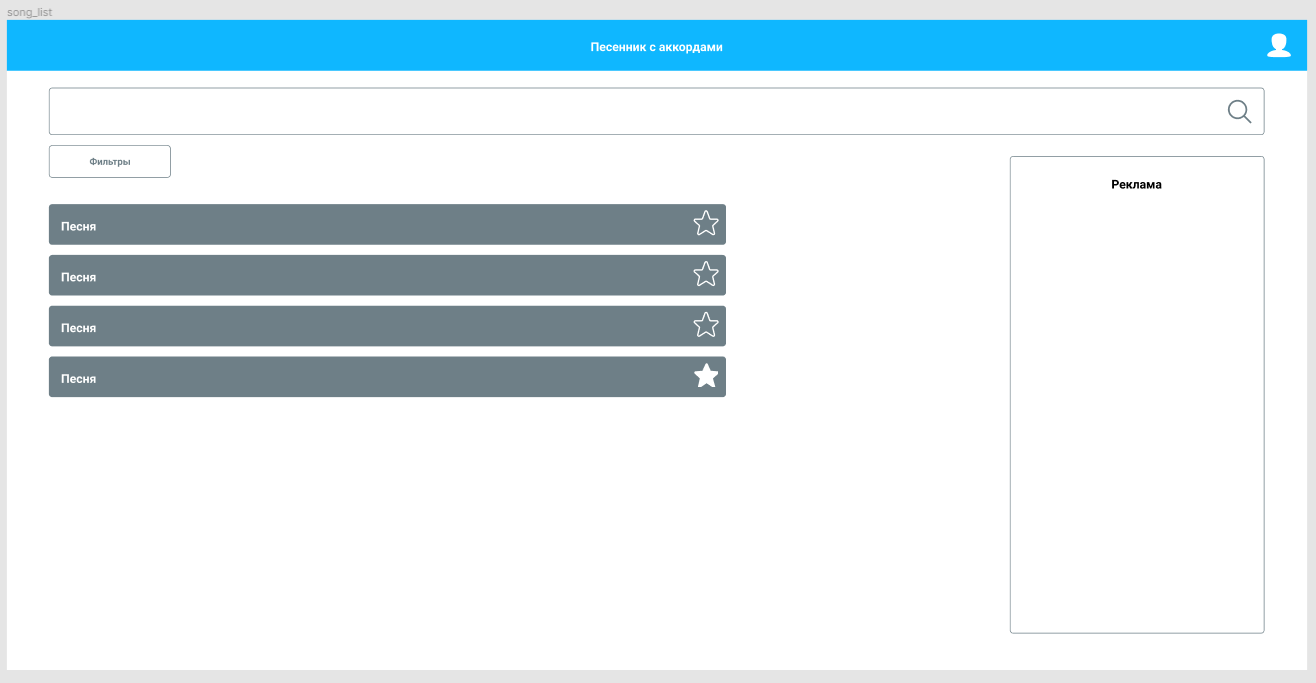 song_list
Песенник с аккордами
Фильтры
Реклама
Песня
Песня
Песня
Песня